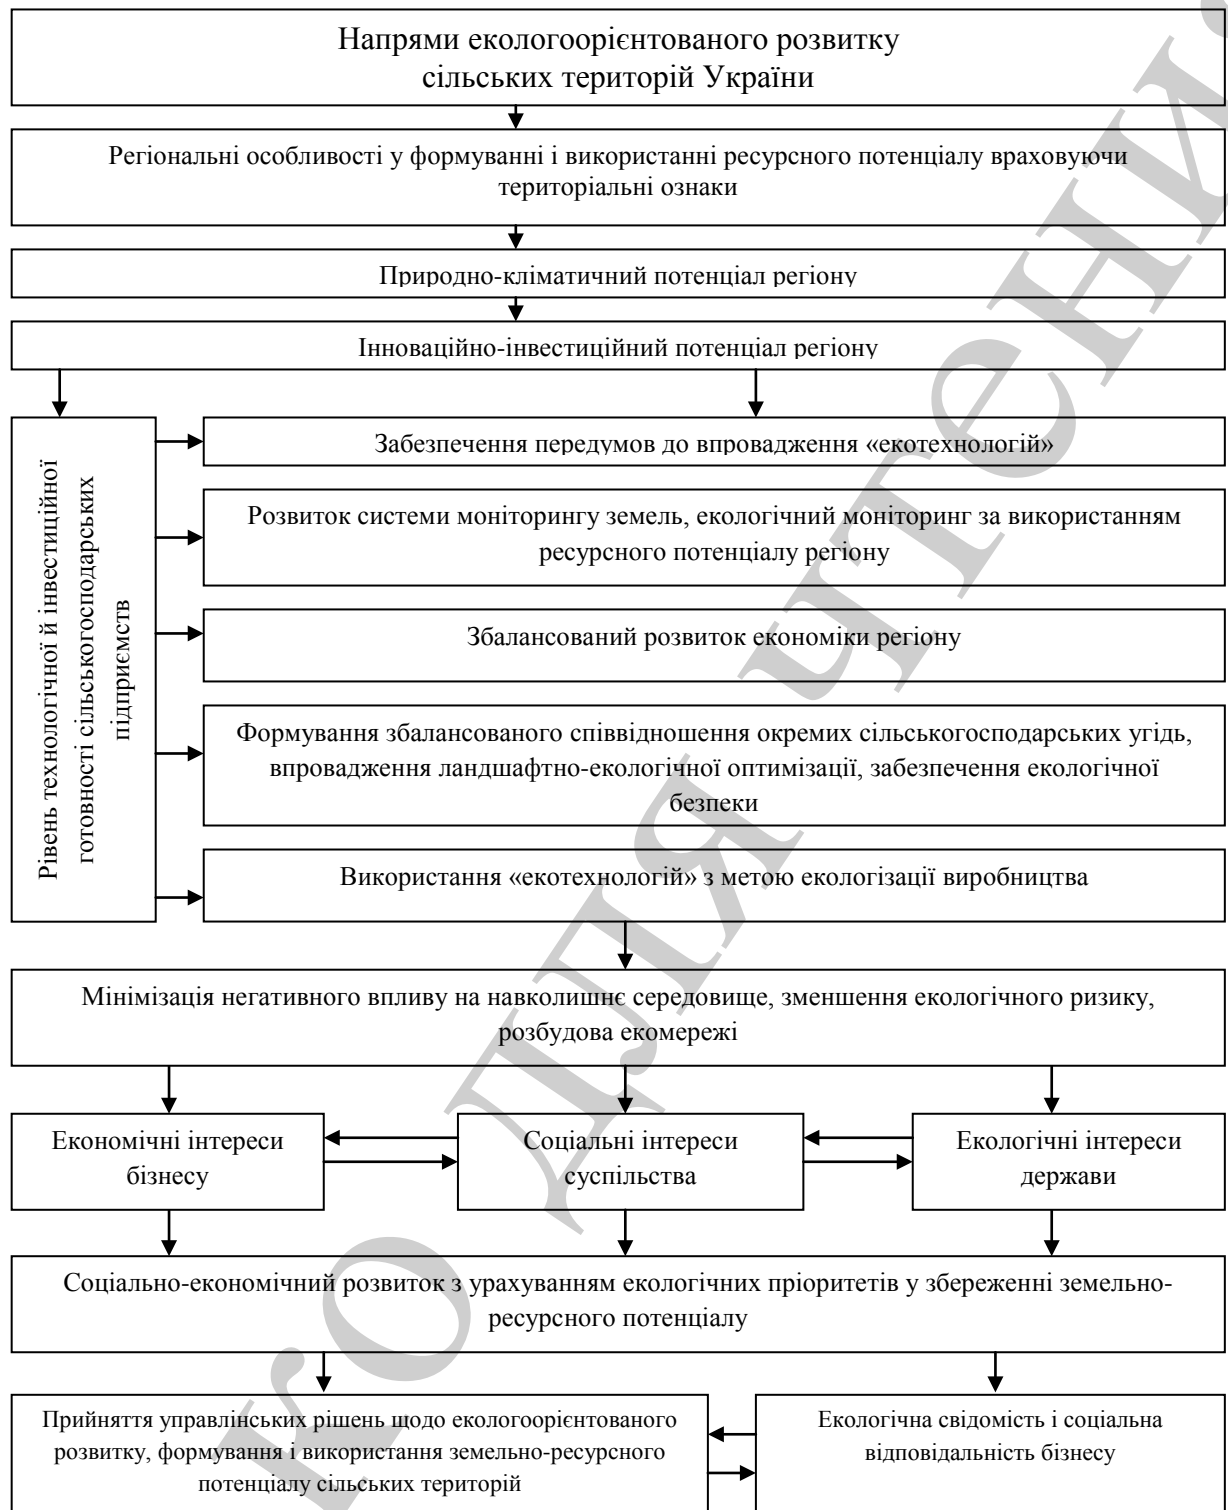 Напрями екологоорієнтованого розвитку
сільських територій України
Регіональні особливості у формуванні і використанні ресурсного потенціалу враховуючи
територіальні ознаки
Природно-кліматичний потенціал регіону
Інноваційно-інвестиційний потенціал регіону
Рівень технологічної й інвестиційної
готовності сільськогосподарських
підприємств
Забезпечення передумов до впровадження «екотехнологій»
Розвиток системи моніторингу земель, екологічний моніторинг за використанням
ресурсного потенціалу регіону
Збалансований розвиток економіки регіону
Формування збалансованого співвідношення окремих сільськогосподарських угідь,
впровадження ландшафтно-екологічної оптимізації, забезпечення екологічної
безпеки
Використання «екотехнологій» з метою екологізації виробництва
Мінімізація негативного впливу на навколишнє середовище, зменшення екологічного ризику,
розбудова екомережі
Економічні інтереси
бізнесу
Соціальні інтереси
суспільства
Екологічні інтереси
держави
Соціально-економічний розвиток з урахуванням екологічних пріоритетів у збереженні земельно-
ресурсного потенціалу
Прийняття управлінських рішень щодо екологоорієнтованого
розвитку, формування і використання земельно-ресурсного
потенціалу сільських територій
Екологічна свідомість і соціальна
відповідальність бізнесу
ко для чтения